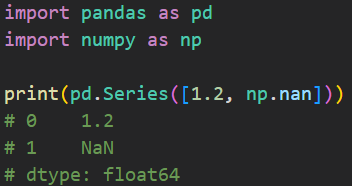 import pandas as pd
import numpy as np

print(pd.Series([1.2, np.nan]))
# 0    1.2
# 1    NaN
# dtype: float64